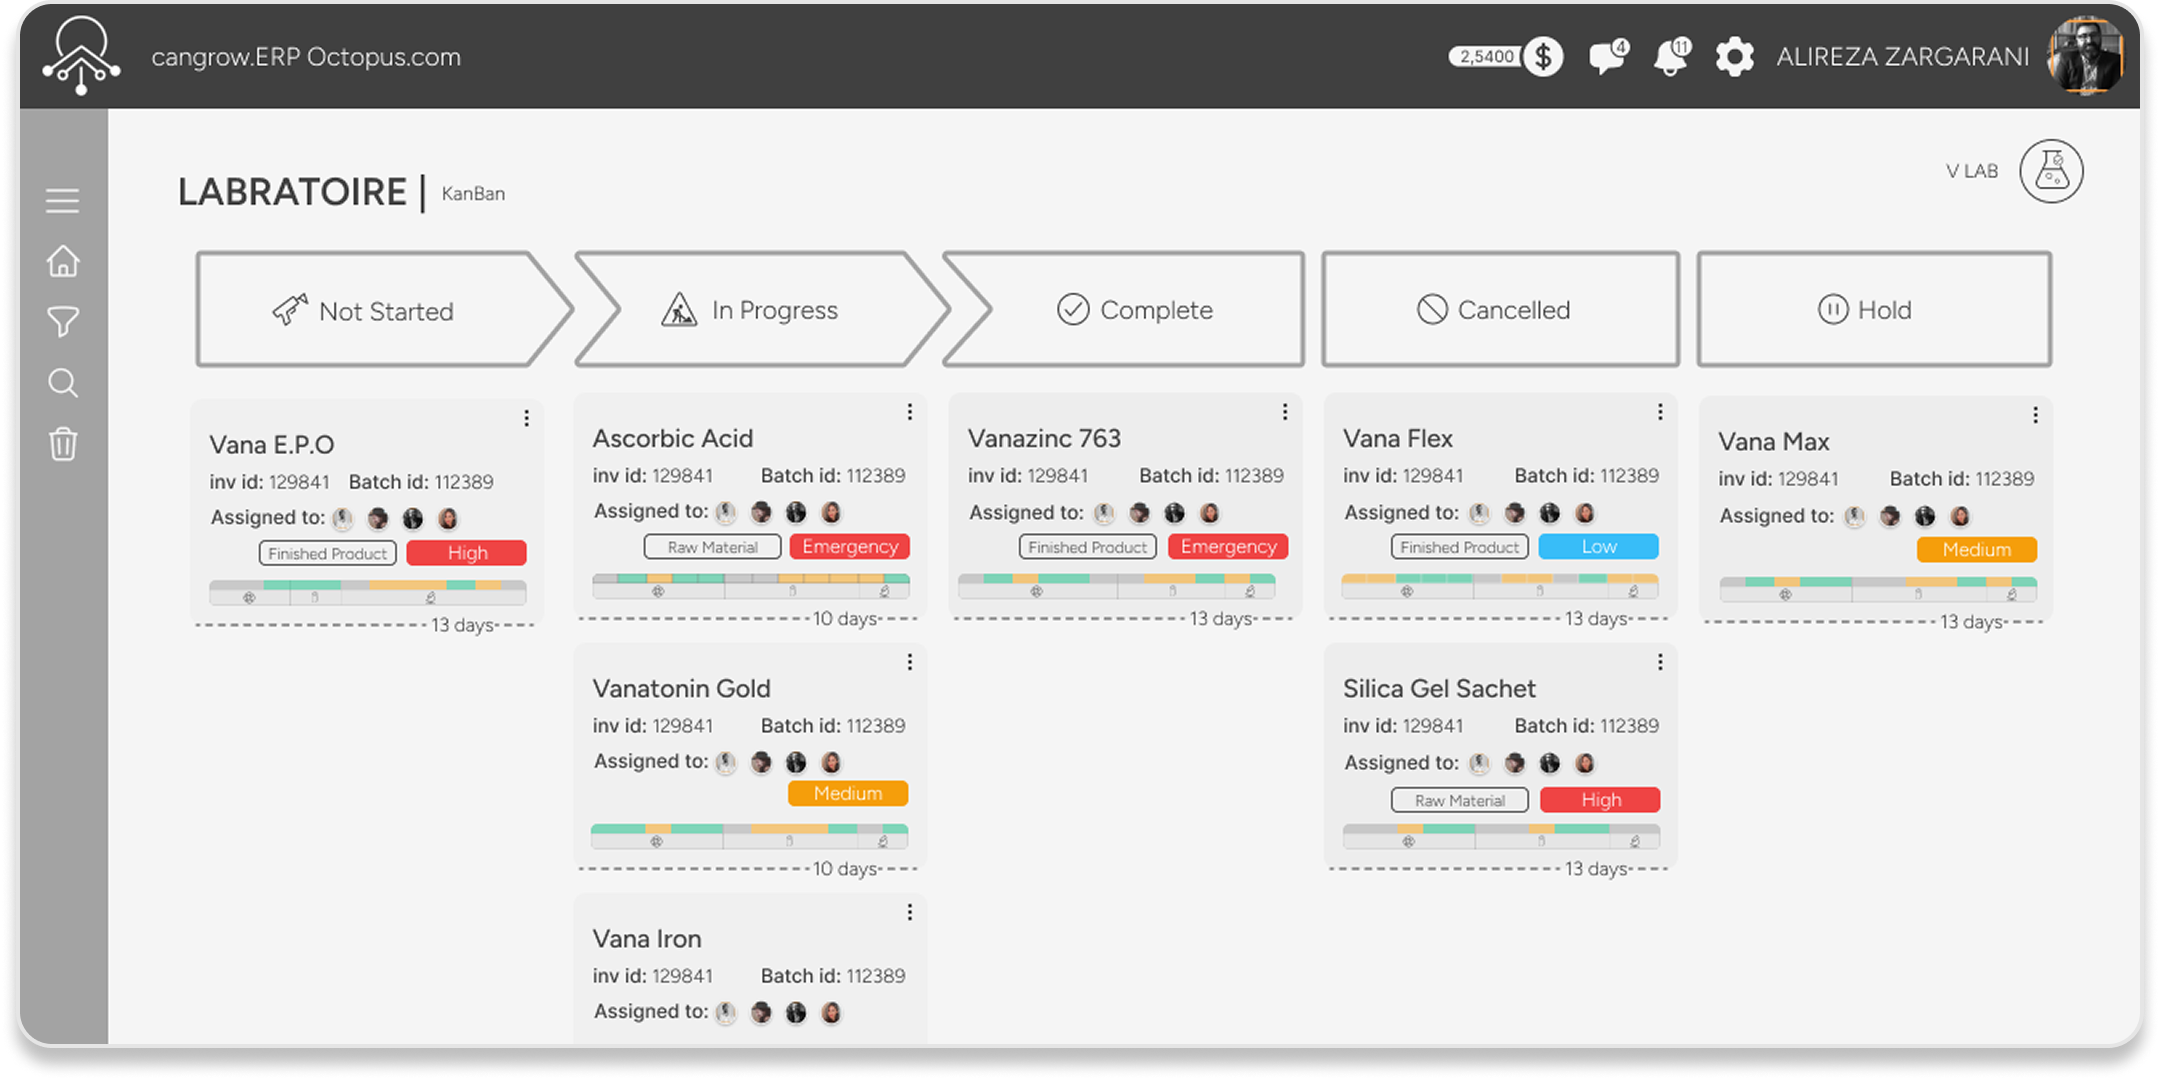 cangrow.ERP Octopus.com
2,5400
$
4
11
ALIREZA ZARGARANI
LABRATOIRE | KanBan
V LAB
Not Started
In Progress
Complete
Cancelled
Hold
Vana E.P.O
inv id: 129841 Batch id: 112389
Assigned to:
Finished Product High
13 days
Ascorbic Acid
inv id: 129841 Batch id: 112389
Assigned to:
Raw Material Emergency
10 days
Vanatonin Gold
inv id: 129841 Batch id: 112389
Assigned to:
Medium
10 days
Vana Iron
inv id: 129841 Batch id: 112389
Assigned to:
Vanazinc 763
inv id: 129841 Batch id: 112389
Assigned to:
Finished Product Emergency
13 days
Vana Flex
inv id: 129841 Batch id: 112389
Assigned to:
Finished Product Low
13 days
Silica Gel Sachet
inv id: 129841 Batch id: 112389
Assigned to:
Raw Material High
13 days
Vana Max
inv id: 129841 Batch id: 112389
Assigned to:
Medium
13 days